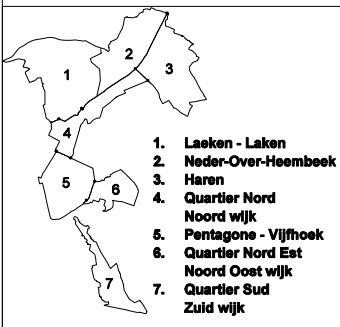 1
2
3
4
5
6
7
1. Laeken - Laken
2. Neder-Over-Heembeek
3. Haren
4. Quartier Nord
Noord wijk
5. Pentagone - Vijfhoek
6. Quartier Nord Est
Noord Oost wijk
7. Quartier Sud
Zuid wijk